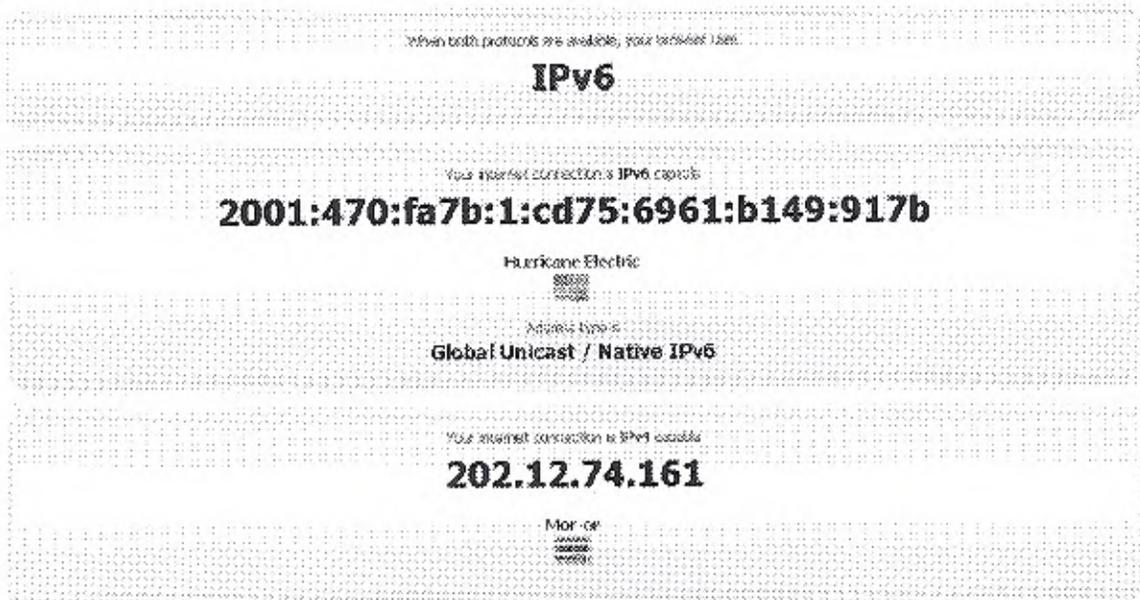 When both protocols are available, your browser uses
IPv6
Your internet connection is IPv6 capable
2001:470:fa7b:1:cd75:6961:b149:917b
Hurricane Electric
Address type is
Global Unicast / Native IPv6
Your internet connection is IPv4 capable
202.12.74.161